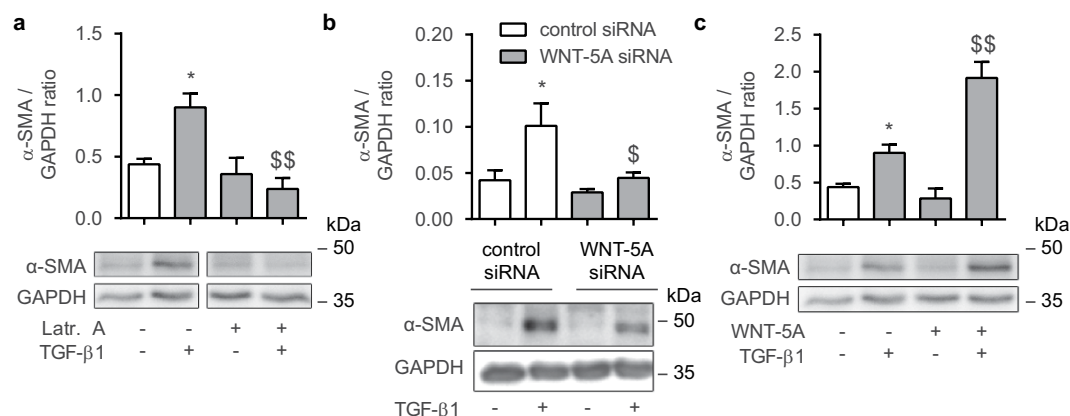 a
1.5
1.0
0.5
0.0
α-SMA /
GAPDH ratio
*
$$
kDa
α-SMA
– 50
GAPDH
– 35
Latr. A - - + +
TGF-β1 - + - +
b
control siRNA
WNT-5A siRNA
0.20
0.15
0.10
0.05
0.00
α-SMA /
GAPDH ratio
*
$
control
siRNA
WNT-5A
siRNA
kDa
α-SMA
– 50
GAPDH
– 35
TGF-β1 - + - +
c
2.5
2.0
1.5
1.0
0.5
0.0
α-SMA /
GAPDH ratio
*
$$
kDa
α-SMA
– 50
GAPDH
– 35
WNT-5A - - + +
TGF-β1 - + - +